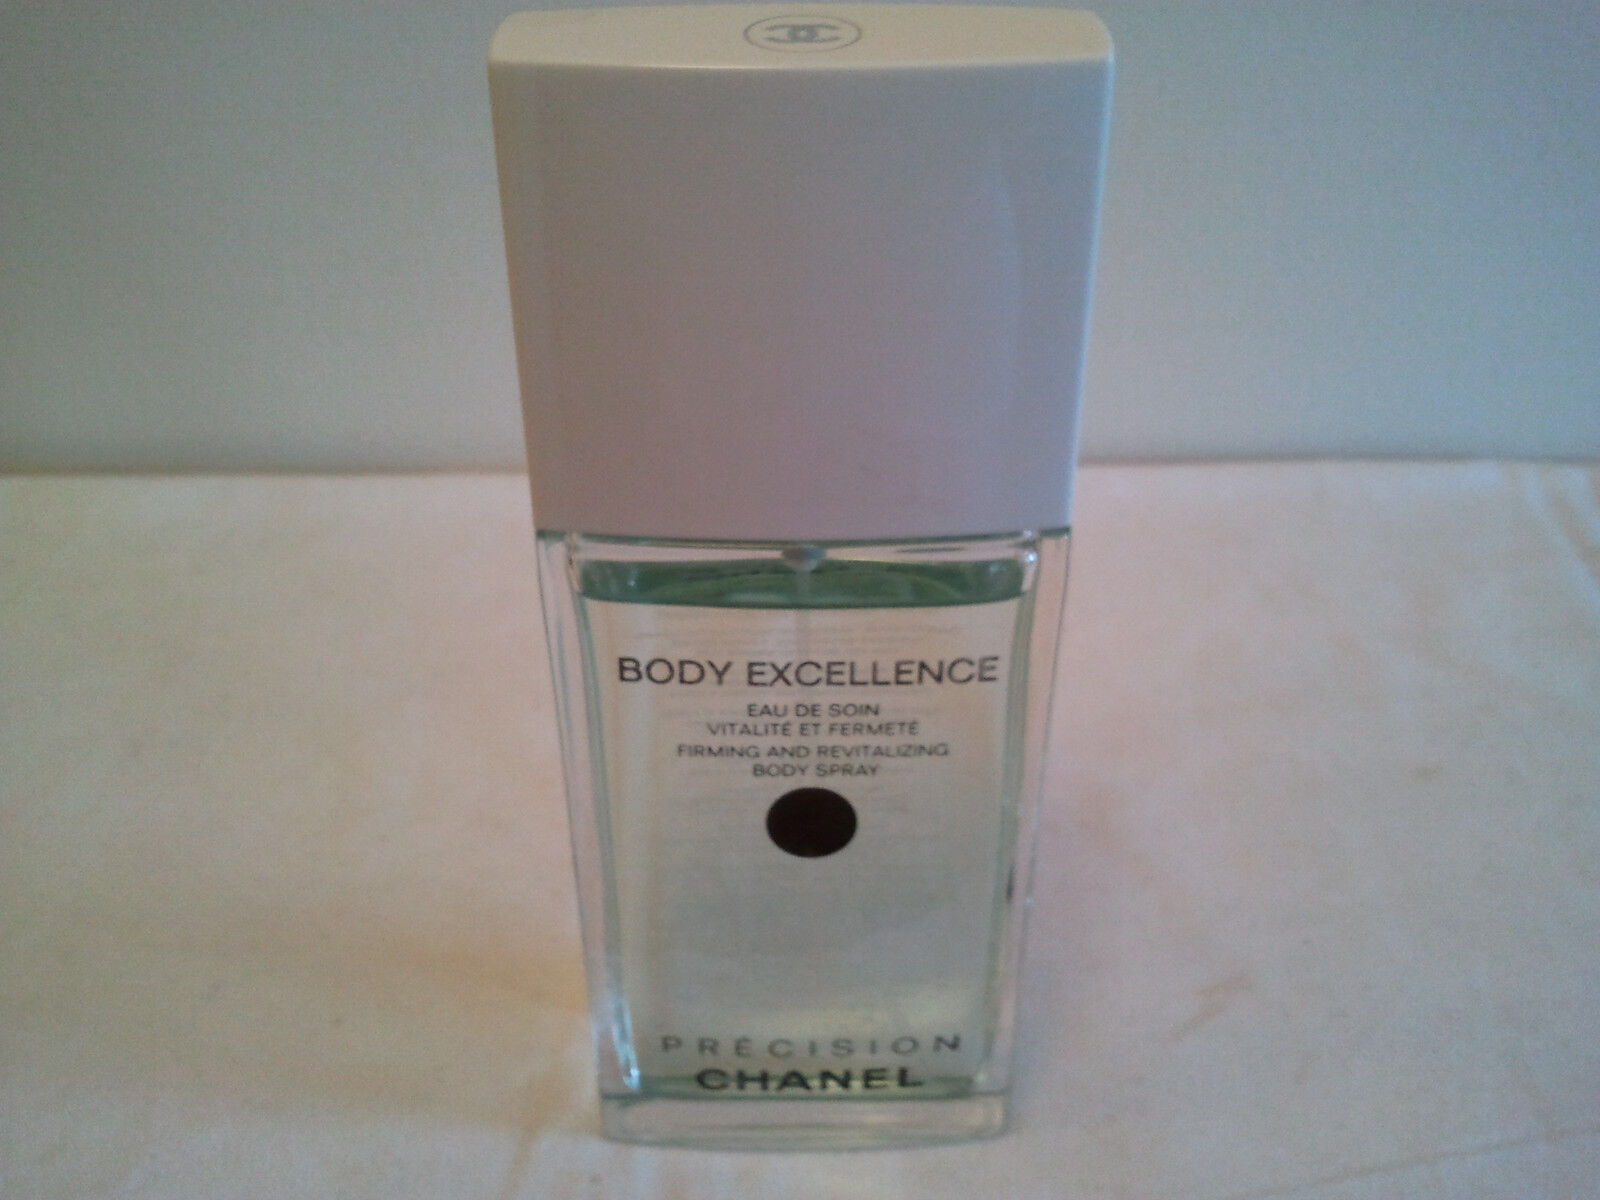 BODY EXCELLENCE
EAU DE SOIN
VITALITÉ ET FERMETÉ
FIRMING AND REVITALIZING
BODY SPRAY
PRÉCISION
CHANEL